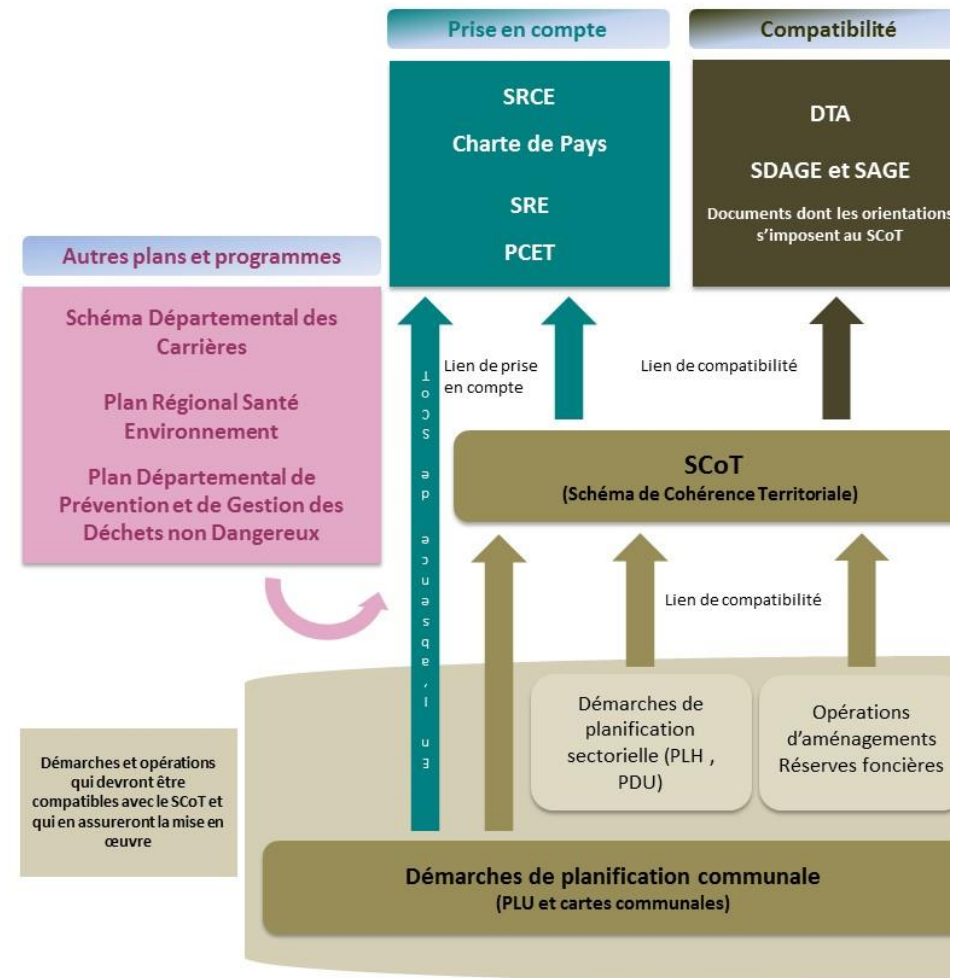 Prise en compte
SRCE
Charte de Pays
SRE
PCET
Compatibilité
DTA
SDAGE et SAGE
Documents dont les orientations
s'imposent au SCoT
Autres plans et programmes
Schéma Départemental des
Carrières
Plan Régional Santé
Environnement
Plan Départemental de
Prévention et de Gestion des
Déchets non Dangereux
Lien de prise
en compte
Lien de compatibilité
En l'absence de SCoT
SCoT
(Schéma de Cohérence Territoriale)
Lien de compatibilité
Démarches de
planification
sectorielle (PLH ,
PDU)
Opérations
d'aménagements
Réserves foncières
Démarches et opérations
qui devront être
compatibles avec le SCoT et
qui en assureront la mise en
œuvre
Démarches de planification communale
(PLU et cartes communales)